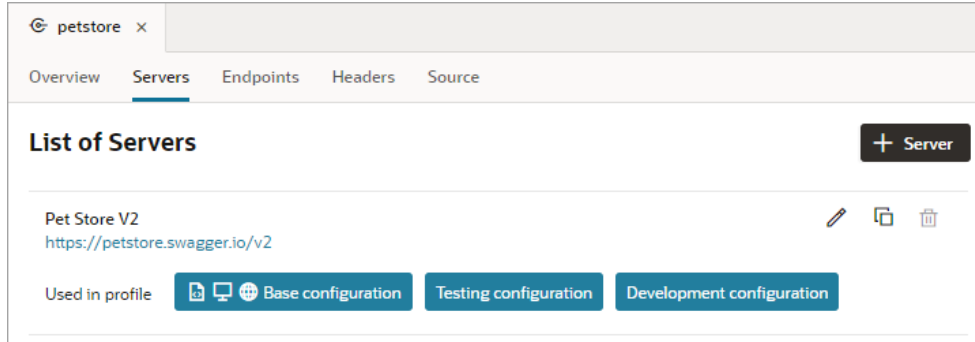 petstore
Overview Servers Endpoints Headers Source
List of Servers
+ Server
Pet Store V2
https://petstore.swagger.io/v2
Used in profile Base configuration Testing configuration Development configuration